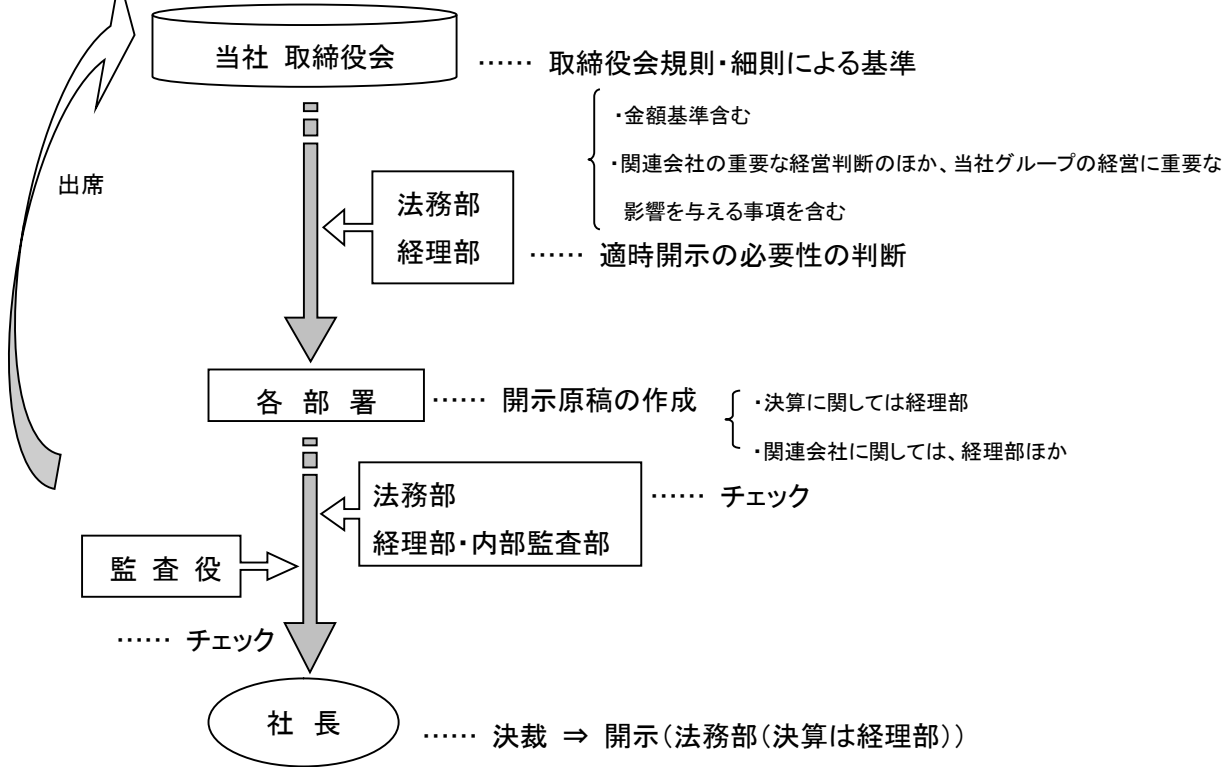 当社 取締役会
…… 取締役会規則・細則による基準
・金額基準含む
・関連会社の重要な経営判断のほか、当社グループの経営に重要な
影響を与える事項を含む
出席
法務部
経理部
…… 適時開示の必要性の判断
各 部 署
…… 開示原稿の作成
・決算に関しては経理部
・関連会社に関しては、経理部ほか
法務部
経理部・内部監査部
…… チェック
監 査 役
…… チェック
社 長
…… 決裁 ⇒ 開示(法務部(決算は経理部))